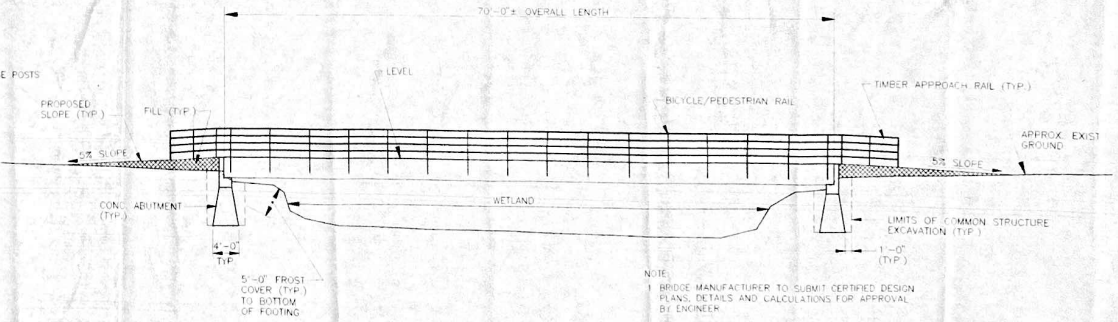 70'-0"± OVERALL LENGTH
E POSTS
LEVEL
PROPOSED
SLOPE (TYP.)
FILL (TYP.)
BICYCLE/PEDESTRIAN RAIL
TIMBER APPROACH RAIL (TYP.)
APPROX. EXIST
GROUND
5% SLOPE
5% SLOPE
CONC. ABUTMENT
(TYP.)
WETLAND
LIMITS OF COMMON STRUCTURE
EXCAVATION (TYP.)
4'-0"
TYP.
1'-0"
(TYP.)
5'-0" FROST
COVER (TYP.)
TO BOTTOM
OF FOOTING
NOTE:
1 BRIDGE MANUFACTURER TO SUBMIT CERTIFIED DESIGN
PLANS, DETAILS AND CALCULATIONS FOR APPROVAL
BY ENGINEER